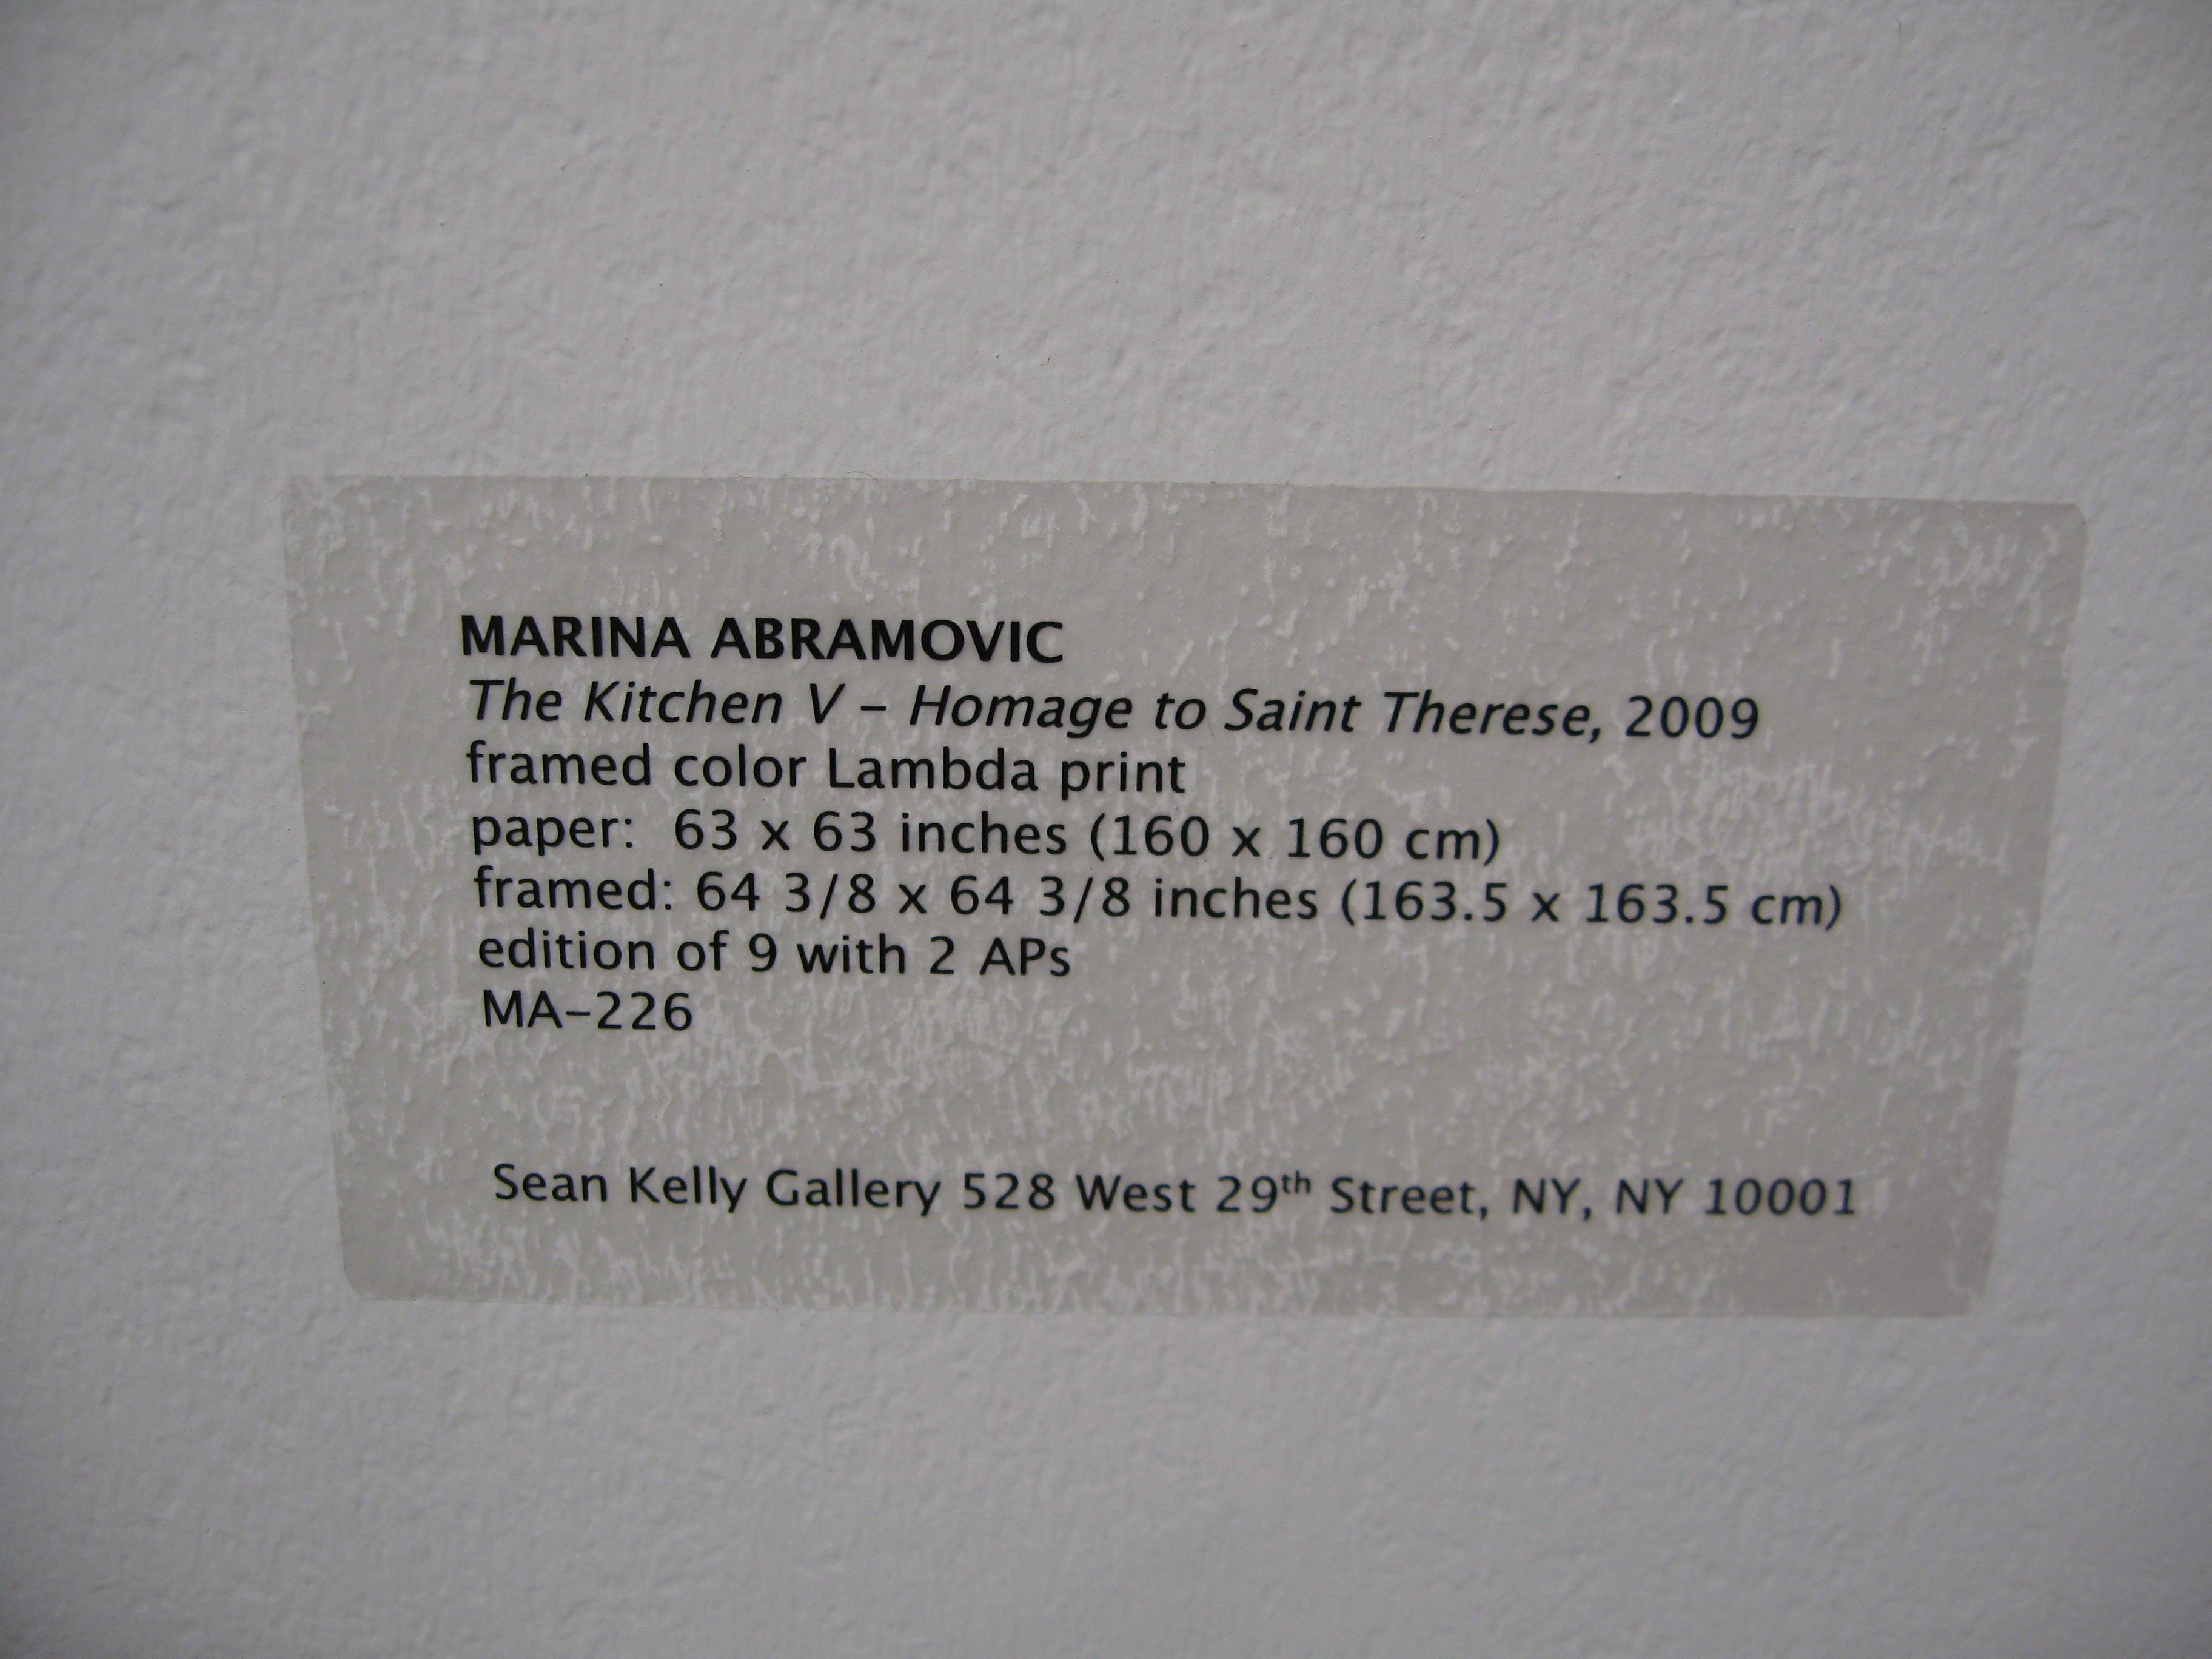 MARINA ABRAMOVIC
The Kitchen V – Homage to Saint Therese, 2009
framed color Lambda print
paper: 63 x 63 inches (160 x 160 cm)
framed: 64 3/8 x 64 3/8 inches (163.5 x 163.5 cm)
edition of 9 with 2 APs
MA–226
Sean Kelly Gallery 528 West 29th Street, NY, NY 10001